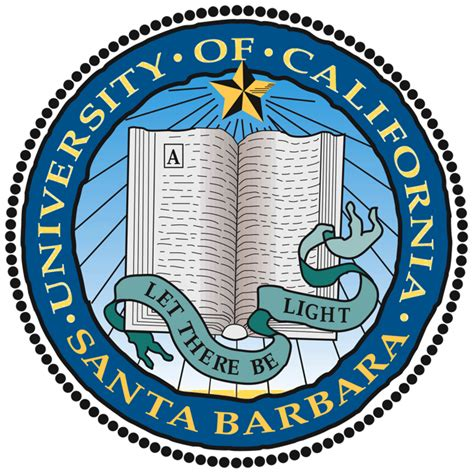 · UNIVERSITY · OF · CALIFORNIA ·
SANTA BARBARA
A
LET THERE BE LIGHT